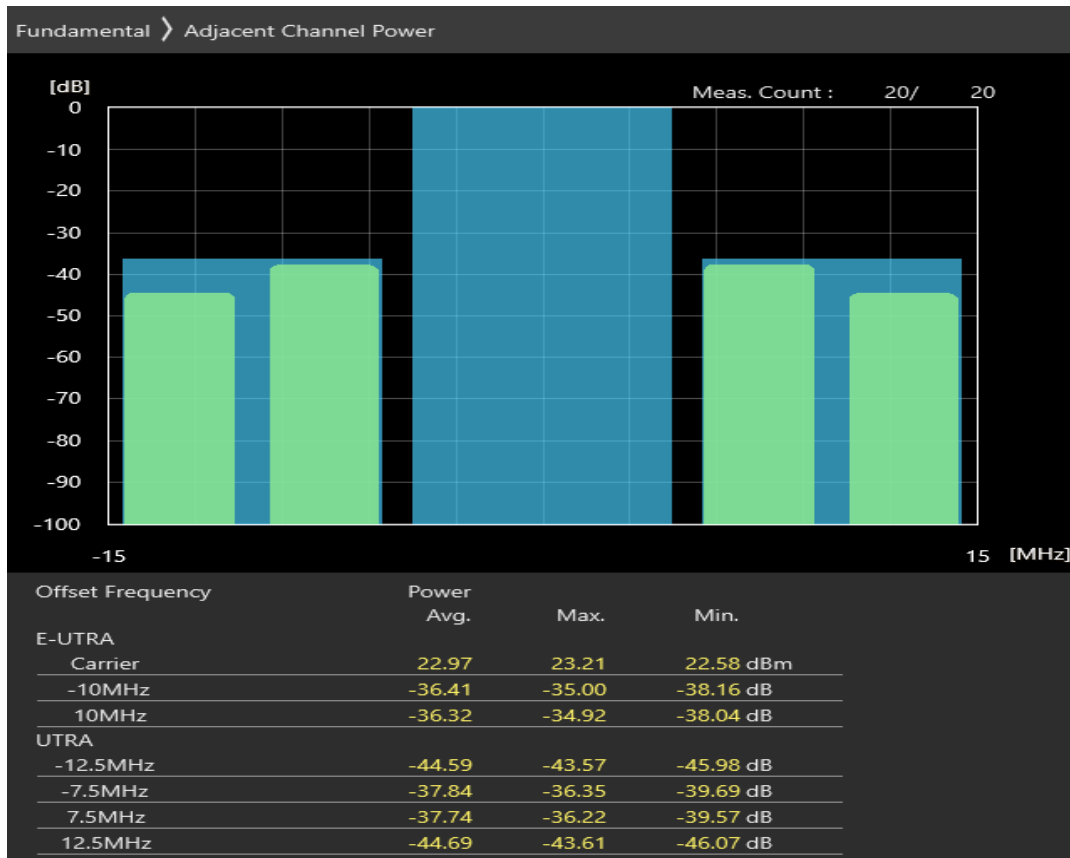 Fundamental 〉 Adjacent Channel Power
[dB]
Meas. Count : 20/ 20
0
-10
-20
-30
-40
-50
-60
-70
-80
-90
-100
-15 15 [MHz]
Offset Frequency Power
Avg. Max. Min.
E-UTRA
Carrier 22.97 23.21 22.58 dBm
-10MHz -36.41 -35.00 -38.16 dB
10MHz -36.32 -34.92 -38.04 dB
UTRA
-12.5MHz -44.59 -43.57 -45.98 dB
-7.5MHz -37.84 -36.35 -39.69 dB
7.5MHz -37.74 -36.22 -39.57 dB
12.5MHz -44.69 -43.61 -46.07 dB